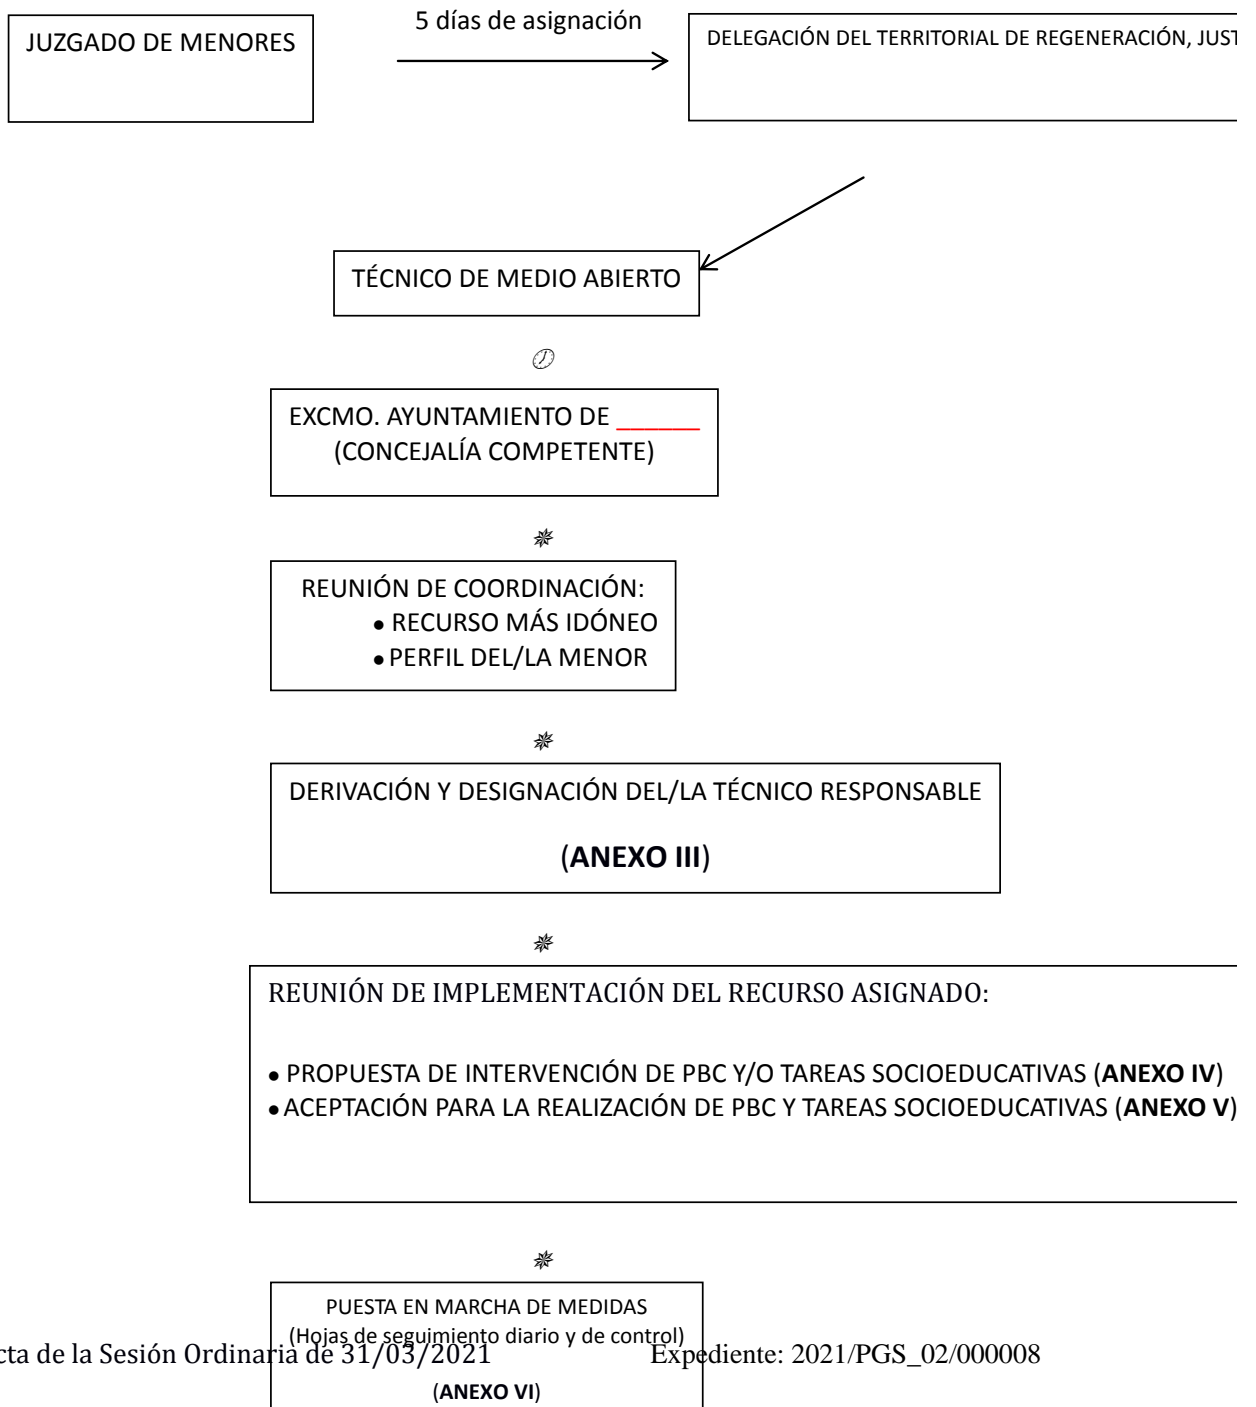 JUZGADO DE MENORES
5 días de asignación
DELEGACIÓN DEL TERRITORIAL DE REGENERACIÓN, JUST
TÉCNICO DE MEDIO ABIERTO
EXCMO. AYUNTAMIENTO DE ______
(CONCEJALÍA COMPETENTE)
REUNIÓN DE COORDINACIÓN:
• RECURSO MÁS IDÓNEO
• PERFIL DEL/LA MENOR
DERIVACIÓN Y DESIGNACIÓN DEL/LA TÉCNICO RESPONSABLE
(ANEXO III)
REUNIÓN DE IMPLEMENTACIÓN DEL RECURSO ASIGNADO:
• PROPUESTA DE INTERVENCIÓN DE PBC Y/O TAREAS SOCIOEDUCATIVAS (ANEXO IV)
• ACEPTACIÓN PARA LA REALIZACIÓN DE PBC Y TAREAS SOCIOEDUCATIVAS (ANEXO V)
PUESTA EN MARCHA DE MEDIDAS
(Hojas de seguimiento diario y de control)
cta de la Sesión Ordinaria de 31/03/2021 Expediente: 2021/PGS_02/000008
(ANEXO VI)